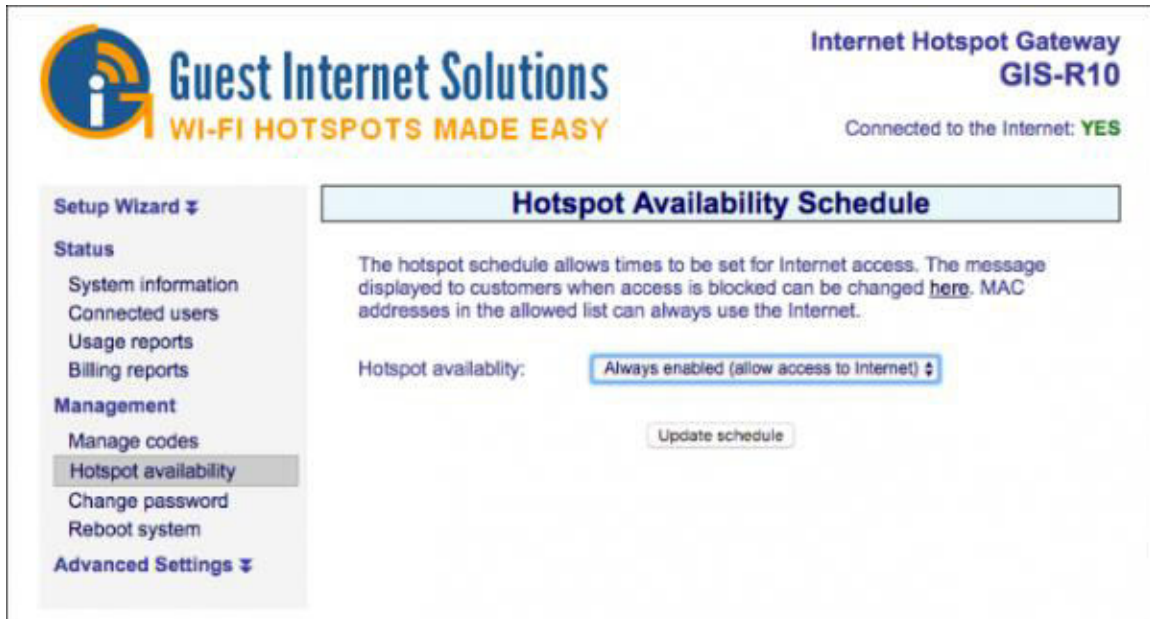 Guest Internet Solutions
WI-FI HOTSPOTS MADE EASY
Internet Hotspot Gateway
GIS-R10
Connected to the Internet: YES
Setup Wizard
Status
System information
Connected users
Usage reports
Billing reports
Management
Manage codes
Hotspot availability
Change password
Reboot system
Advanced Settings
Hotspot Availability Schedule
The hotspot schedule allows times to be set for Internet access. The message
displayed to customers when access is blocked can be changed here. MAC
addresses in the allowed list can always use the Internet.
Hotspot availablity: Always enabled (allow access to Internet)
Update schedule